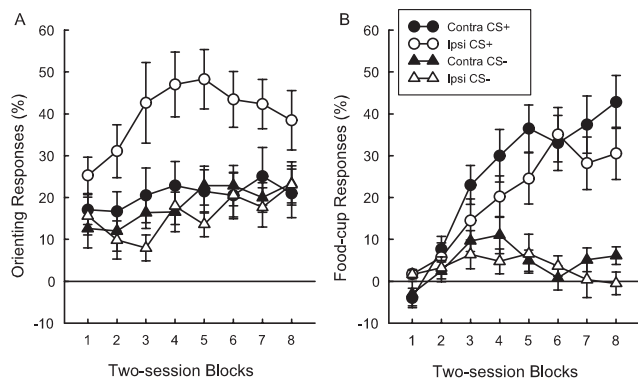 A
Orienting Responses (%)
60
50
40
30
20
10
0
-10
1 2 3 4 5 6 7 8
Two-session Blocks
B
Contra CS+
Ipsi CS+
Contra CS-
Ipsi CS-
Food-cup Responses (%)
60
50
40
30
20
10
0
-10
1 2 3 4 5 6 7 8
Two-session Blocks